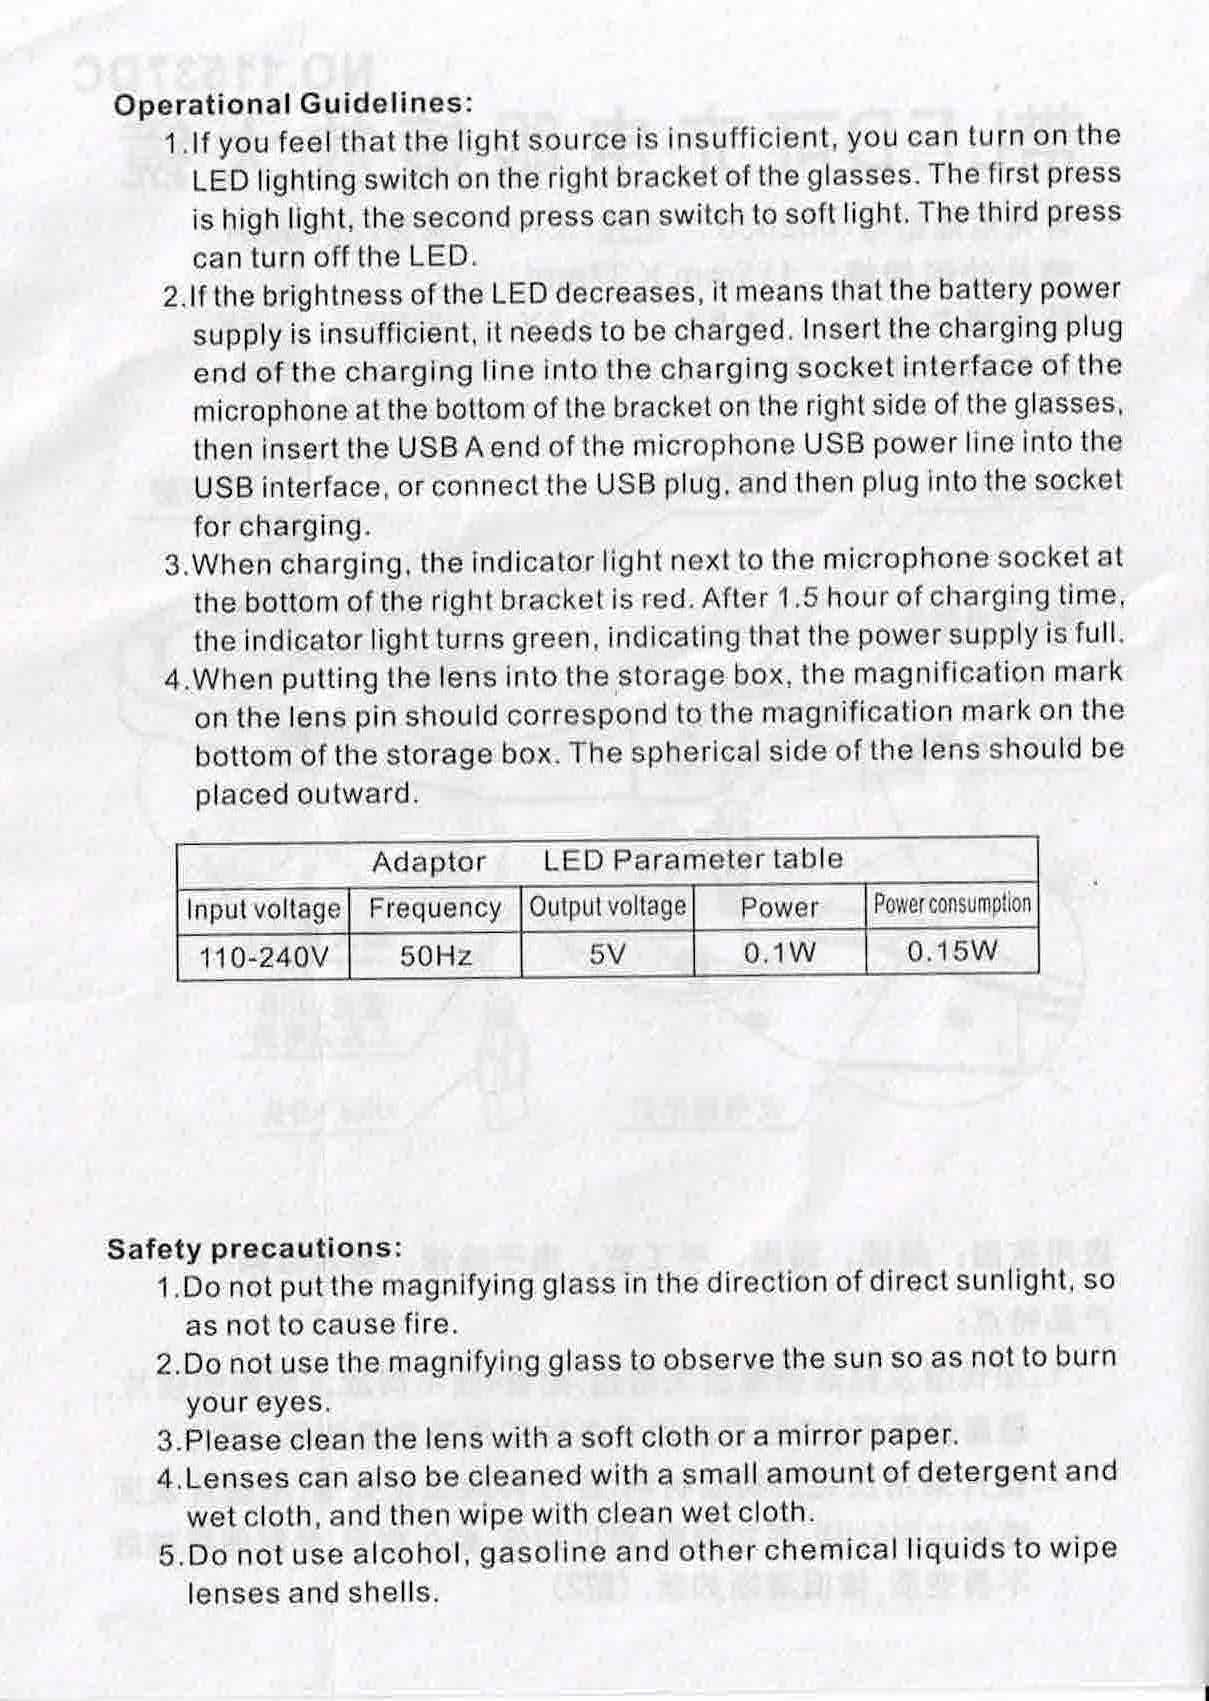 NO.11537DC
Operational Guidelines:
1.If you feel that the light source is insufficient, you can turn on the
LED lighting switch on the right bracket of the glasses. The first press
is high light, the second press can switch to soft light. The third press
can turn off the LED.
2.If the brightness of the LED decreases, it means that the battery power
supply is insufficient, it needs to be charged. Insert the charging plug
end of the charging line into the charging socket interface of the
microphone at the bottom of the bracket on the right side of the glasses,
then insert the USB A end of the microphone USB power line into the
USB interface, or connect the USB plug, and then plug into the socket
for charging.
3.When charging, the indicator light next to the microphone socket at
the bottom of the right bracket is red. After 1.5 hour of charging time,
the indicator light turns green, indicating that the power supply is full.
4.When putting the lens into the storage box, the magnification mark
on the lens pin should correspond to the magnification mark on the
bottom of the storage box. The spherical side of the lens should be
placed outward.
Adaptor LED Parameter table
Input voltage Frequency Output voltage Power Power consumption
110-240V 50Hz 5V 0.1W 0.15W
Safety precautions:
1.Do not put the magnifying glass in the direction of direct sunlight, so
as not to cause fire.
2.Do not use the magnifying glass to observe the sun so as not to burn
your eyes.
3.Please clean the lens with a soft cloth or a mirror paper.
4.Lenses can also be cleaned with a small amount of detergent and
wet cloth, and then wipe with clean wet cloth.
5.Do not use alcohol, gasoline and other chemical liquids to wipe
lenses and shells.